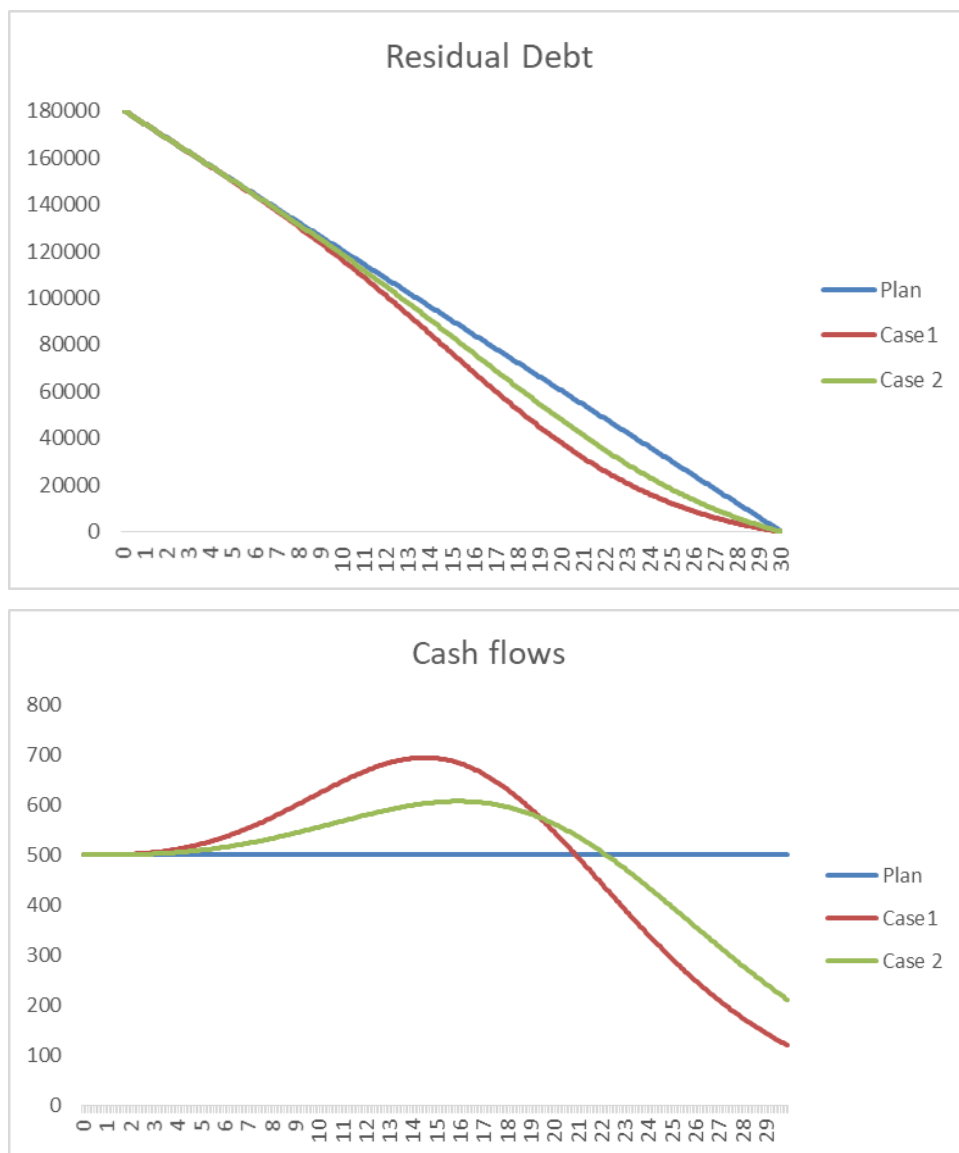 Residual Debt
180000
160000
140000
120000
100000
80000
60000
40000
20000
0
0 1 2 3 4 5 6 7 8 9 10 11 12 13 14 15 16 17 18 19 20 21 22 23 24 25 26 27 28 29 30
Plan
Case1
Case 2
Cash flows
800
700
600
500
400
300
200
100
0
0 1 2 3 4 5 6 7 8 9 10 11 12 13 14 15 16 17 18 19 20 21 22 23 24 25 26 27 28 29
Plan
Case1
Case 2